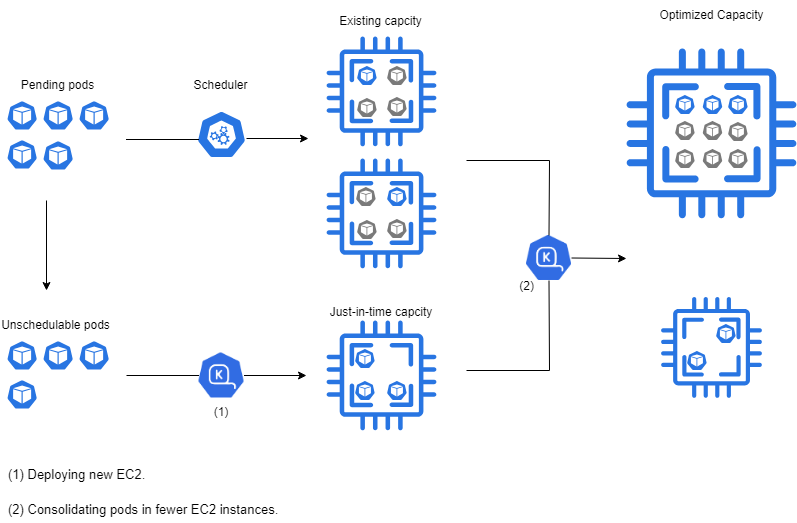 Optimized Capacity
Existing capcity
Pending pods
Scheduler
Unschedulable pods
Just-in-time capcity
K
(1)
K
(2)
(1) Deploying new EC2.
(2) Consolidating pods in fewer EC2 instances.